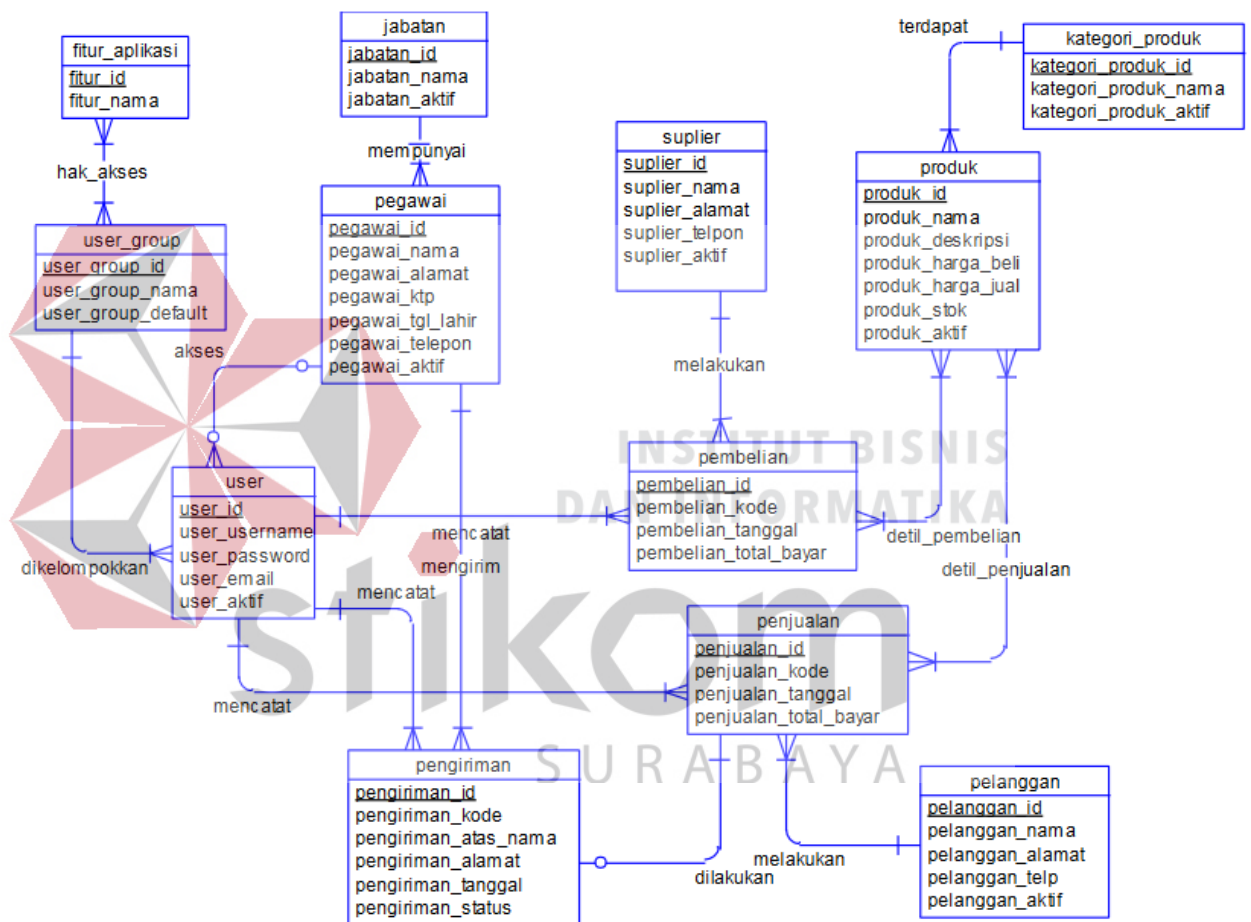 fitur_aplikasi
fitur_id
fitur_nama
jabatan
jabatan_id
jabatan_nama
jabatan_aktif
terdapat
kategori_produk
kategori_produk_id
kategori_produk_nama
kategori_produk_aktif
hak_akses
mempunyai
suplier
suplier_id
suplier_nama
suplier_alamat
suplier_telpon
suplier_aktif
produk
produk_id
produk_nama
produk_deskripsi
produk_harga_beli
produk_harga_jual
produk_stok
produk_aktif
pegawai
pegawai_id
pegawai_nama
pegawai_alamat
pegawai_ktp
pegawai_tgl_lahir
pegawai_telepon
pegawai_aktif
user_group
user_group_id
user_group_nama
user_group_default
akses
melakukan
INSTITUT BISNIS
DAN INFORMATIKA
pembelian
pembelian_id
pembelian_kode
pembelian_tanggal
pembelian_total_bayar
user
user_id
user_username
user_password
user_email
user_aktif
mencatat
mengirim
detil_pembelian
detil_penjualan
dikelompokkan
mencatat
stikom
SURABAYA
penjualan
penjualan_id
penjualan_kode
penjualan_tanggal
penjualan_total_bayar
mencatat
pengiriman
pengiriman_id
pengiriman_kode
pengiriman_atas_nama
pengiriman_alamat
pengiriman_tanggal
pengiriman_status
dilakukan
melakukan
pelanggan
pelanggan_id
pelanggan_nama
pelanggan_alamat
pelanggan_telp
pelanggan_aktif